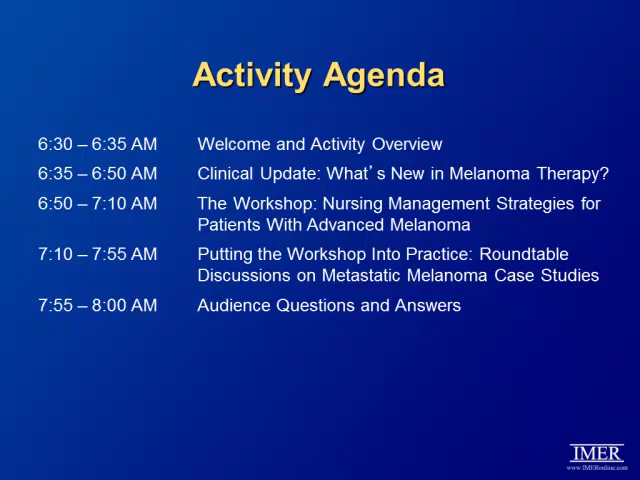 Activity Agenda
6:30 – 6:35 AM Welcome and Activity Overview
6:35 – 6:50 AM Clinical Update: What's New in Melanoma Therapy?
6:50 – 7:10 AM The Workshop: Nursing Management Strategies for
Patients With Advanced Melanoma
7:10 – 7:55 AM Putting the Workshop Into Practice: Roundtable
Discussions on Metastatic Melanoma Case Studies
7:55 – 8:00 AM Audience Questions and Answers
IMER
www.IMERonline.com